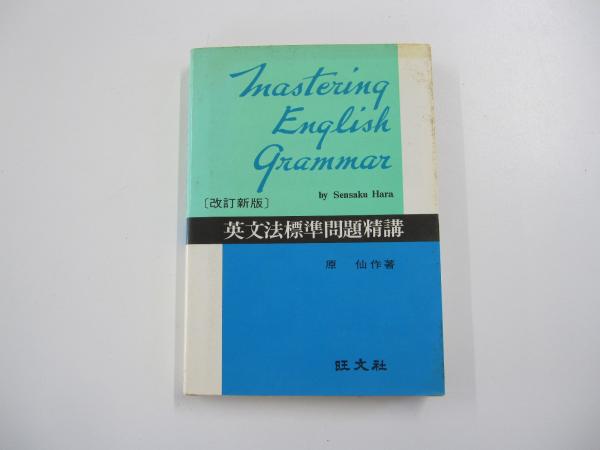 Mastering
English
Grammar
by Sensaku Hara
〔改訂新版〕
英文法標準問題精講
原 仙作著
旺文社